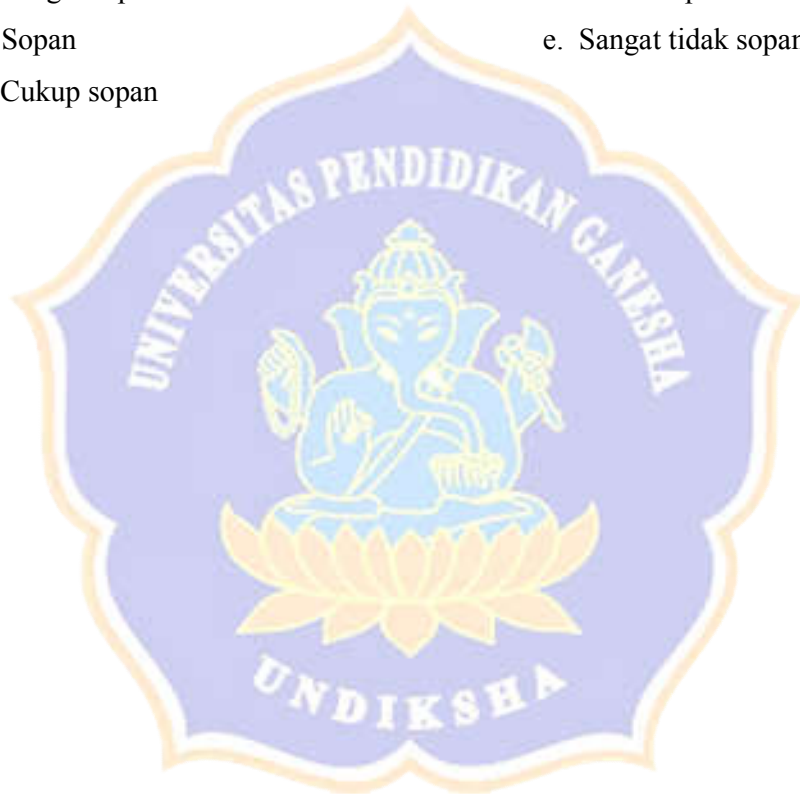 Sopan e. Sangat tidak sopan
Cukup sopan
UNIVERSITAS PENDIDIKAN GANESHA
UNDIKSHA